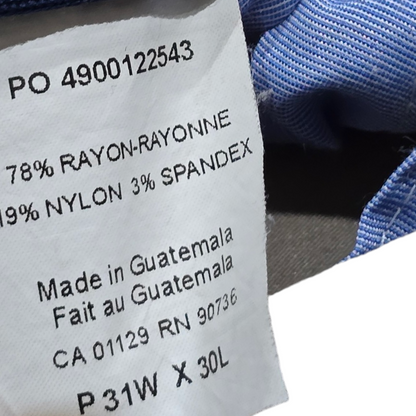 PO 4900122543
78% RAYON-RAYONNE
19% NYLON 3% SPANDEX
Made in Guatemala
Fait au Guatemala
CA 01129 RN 90736
P 31W X 30L